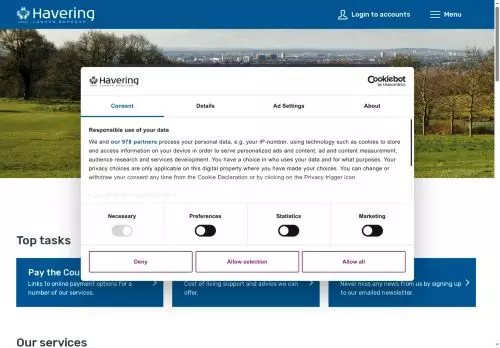 Havering
LONDON BOROUGH
Login to accounts
Menu
Havering
LONDON BOROUGH
Cookiebot
by Usercentrics
Consent
Details
Ad Settings
About
Responsible use of your data
We and our 978 partners process your personal data, e.g. your IP-number, using technology such as cookies to store
and access information on your device in order to serve personalized ads and content, ad and content measurement,
audience research and services development. You have a choice in who uses your data and for what purposes. Your
privacy choices are only applicable on this digital property where you have made your choices. You can change or
withdraw your consent any time from the Cookie Declaration or by clicking on the Privacy trigger icon
Necessary
Preferences
Statistics
Marketing
Deny
Allow selection
Allow all
Top tasks
Pay the Cou
Links to online payment options for a
number of our services.
Cost of living support and advice we can
offer.
Never miss any news from us by signing up
to our emailed newsletter.
Our services